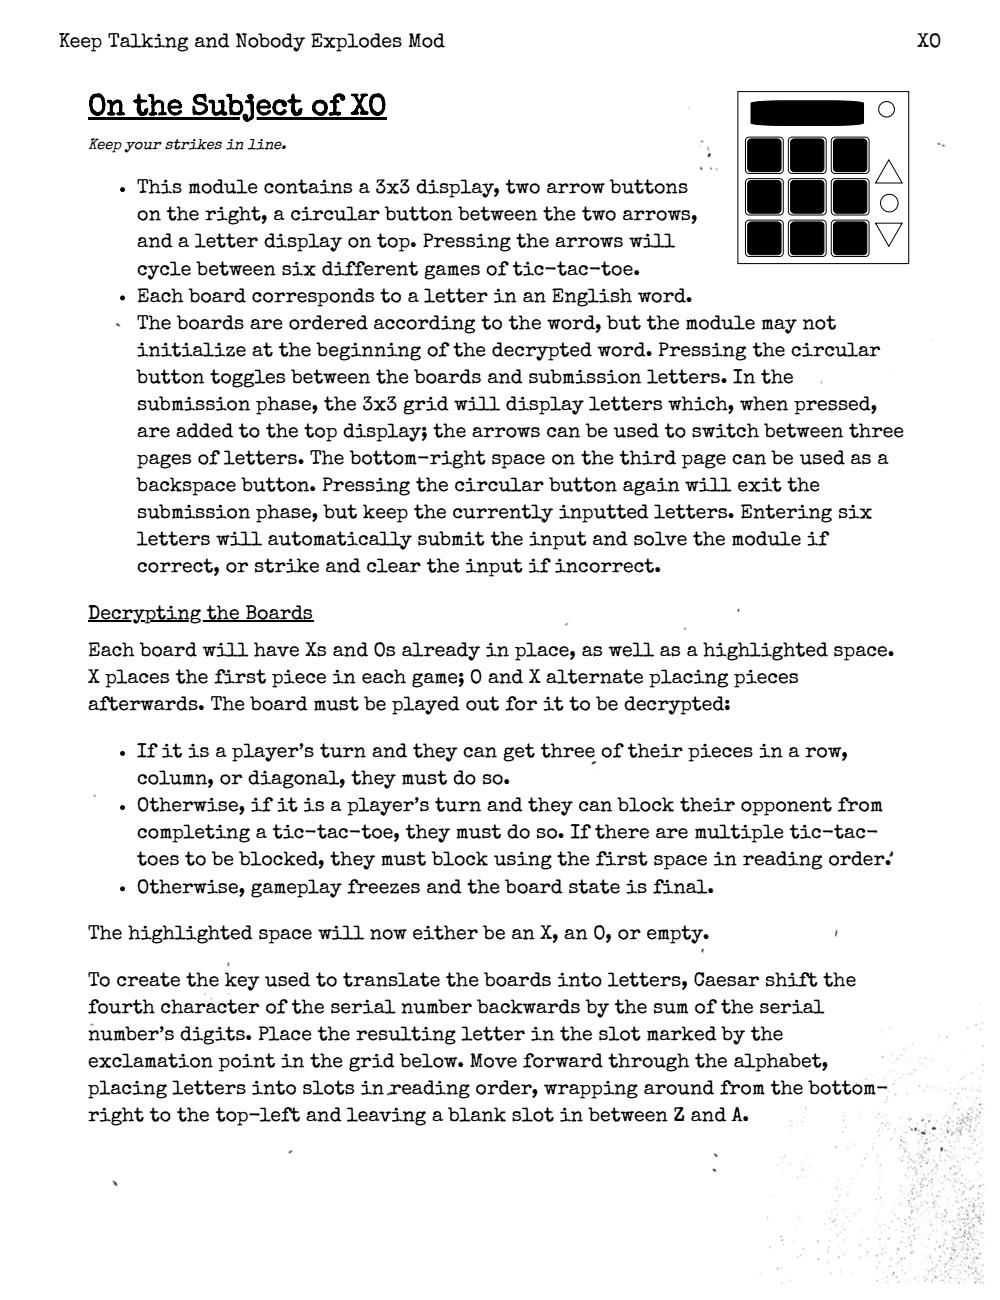 Keep Talking and Nobody Explodes Mod XO
On the Subject of XO
Keep your strikes in line.
• This module contains a 3x3 display, two arrow buttons
on the right, a circular button between the two arrows,
and a letter display on top. Pressing the arrows will
cycle between six different games of tic-tac-toe.
• Each board corresponds to a letter in an English word.
The boards are ordered according to the word, but the module may not
initialize at the beginning of the decrypted word. Pressing the circular
button toggles between the boards and submission letters. In the
submission phase, the 3x3 grid will display letters which, when pressed,
are added to the top display; the arrows can be used to switch between three
pages of letters. The bottom-right space on the third page can be used as a
backspace button. Pressing the circular button again will exit the
submission phase, but keep the currently inputted letters. Entering six
letters will automatically submit the input and solve the module if
correct, or strike and clear the input if incorrect.
Decrypting the Boards
Each board will have Xs and Os already in place, as well as a highlighted space.
X places the first piece in each game; O and X alternate placing pieces
afterwards. The board must be played out for it to be decrypted:
• If it is a player's turn and they can get three of their pieces in a row,
column, or diagonal, they must do so.
• Otherwise, if it is a player's turn and they can block their opponent from
completing a tic-tac-toe, they must do so. If there are multiple tic-tac-
toes to be blocked, they must block using the first space in reading order.
• Otherwise, gameplay freezes and the board state is final.
The highlighted space will now either be an X, an O, or empty.
To create the key used to translate the boards into letters, Caesar shift the
fourth character of the serial number backwards by the sum of the serial
number's digits. Place the resulting letter in the slot marked by the
exclamation point in the grid below. Move forward through the alphabet,
placing letters into slots in reading order, wrapping around from the bottom-
right to the top-left and leaving a blank slot in between Z and A.